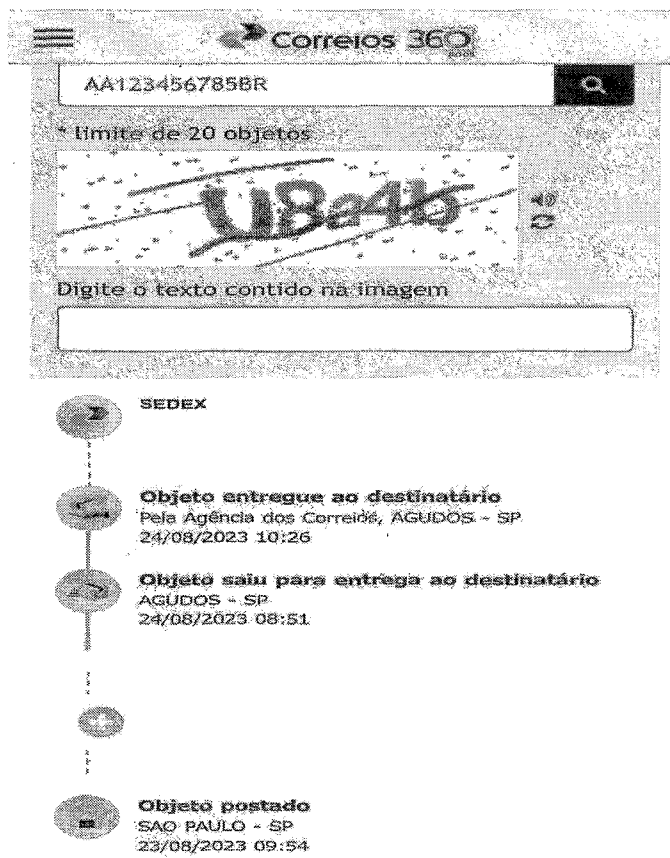 Correios 360
AA123456785BR
* limite de 20 objetos
U8a4b
Digite o texto contido na imagem
SEDEX
Objeto entregue ao destinatário
Pela Agência dos Correios, AGUDOS - SP
24/08/2023 10:26
Objeto saiu para entrega ao destinatário
AGUDOS - SP
24/08/2023 08:51
Objeto postado
SAO PAULO - SP
23/08/2023 09:54